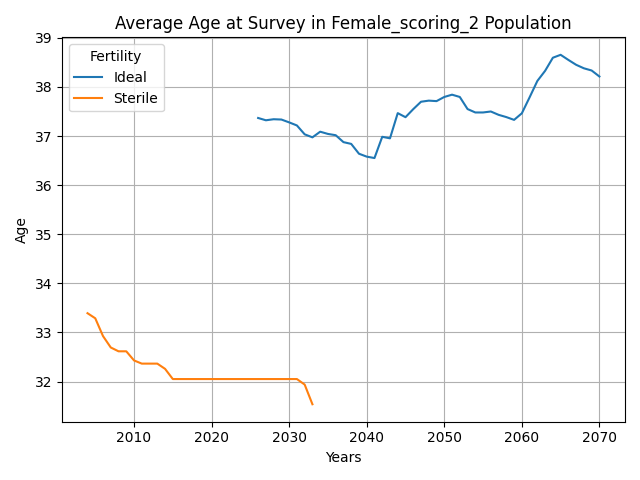 Average Age at Survey in Female_scoring_2 Population
Fertility
Ideal
Sterile
Age
39
38
37
36
35
34
33
32
2010
2020
2030
2040
2050
2060
2070
Years